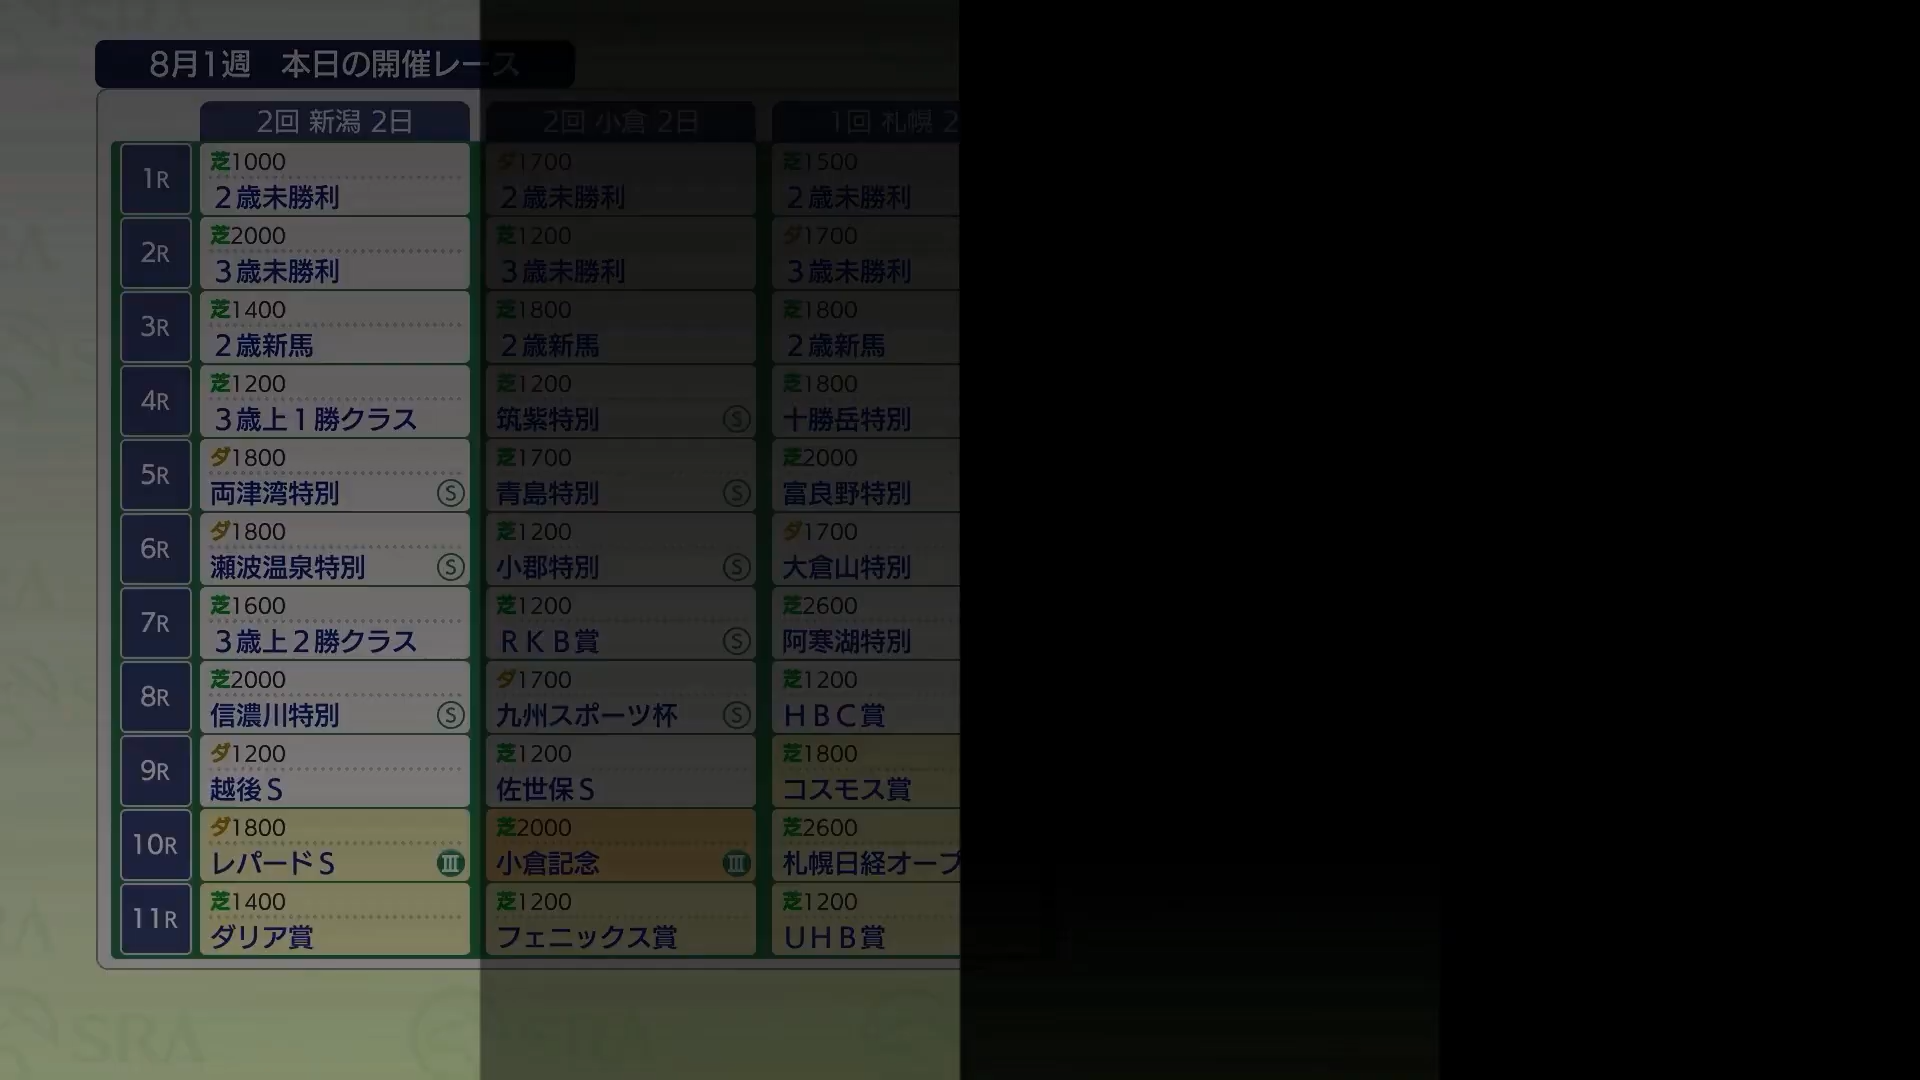 8月1週　本日の開催レース
2回 新潟 2日
2回 小倉 2日
1回 札幌 2
1R
芝1000
２歳未勝利
ダ1700
２歳未勝利
芝1500
２歳未勝利
2R
芝2000
３歳未勝利
芝1200
３歳未勝利
ダ1700
３歳未勝利
3R
芝1400
２歳新馬
芝1800
２歳新馬
芝1800
２歳新馬
4R
芝1200
３歳上１勝クラス
芝1200
筑紫特別 Ⓢ
芝1800
十勝岳特別
5R
ダ1800
両津湾特別 Ⓢ
芝1700
青島特別 Ⓢ
芝2000
富良野特別
6R
ダ1800
瀬波温泉特別 Ⓢ
芝1200
小郡特別 Ⓢ
ダ1700
大倉山特別
7R
芝1600
３歳上２勝クラス
芝1200
ＲＫＢ賞 Ⓢ
芝2600
阿寒湖特別
8R
芝2000
信濃川特別 Ⓢ
ダ1700
九州スポーツ杯 Ⓢ
芝1200
ＨＢＣ賞
9R
ダ1200
越後Ｓ
芝1200
佐世保Ｓ
芝1800
コスモス賞
10R
ダ1800
レパードＳ Ⅲ
芝2000
小倉記念 Ⅲ
芝2600
札幌日経オープ
11R
芝1400
ダリア賞
芝1200
フェニックス賞
芝1200
ＵＨＢ賞
SRA